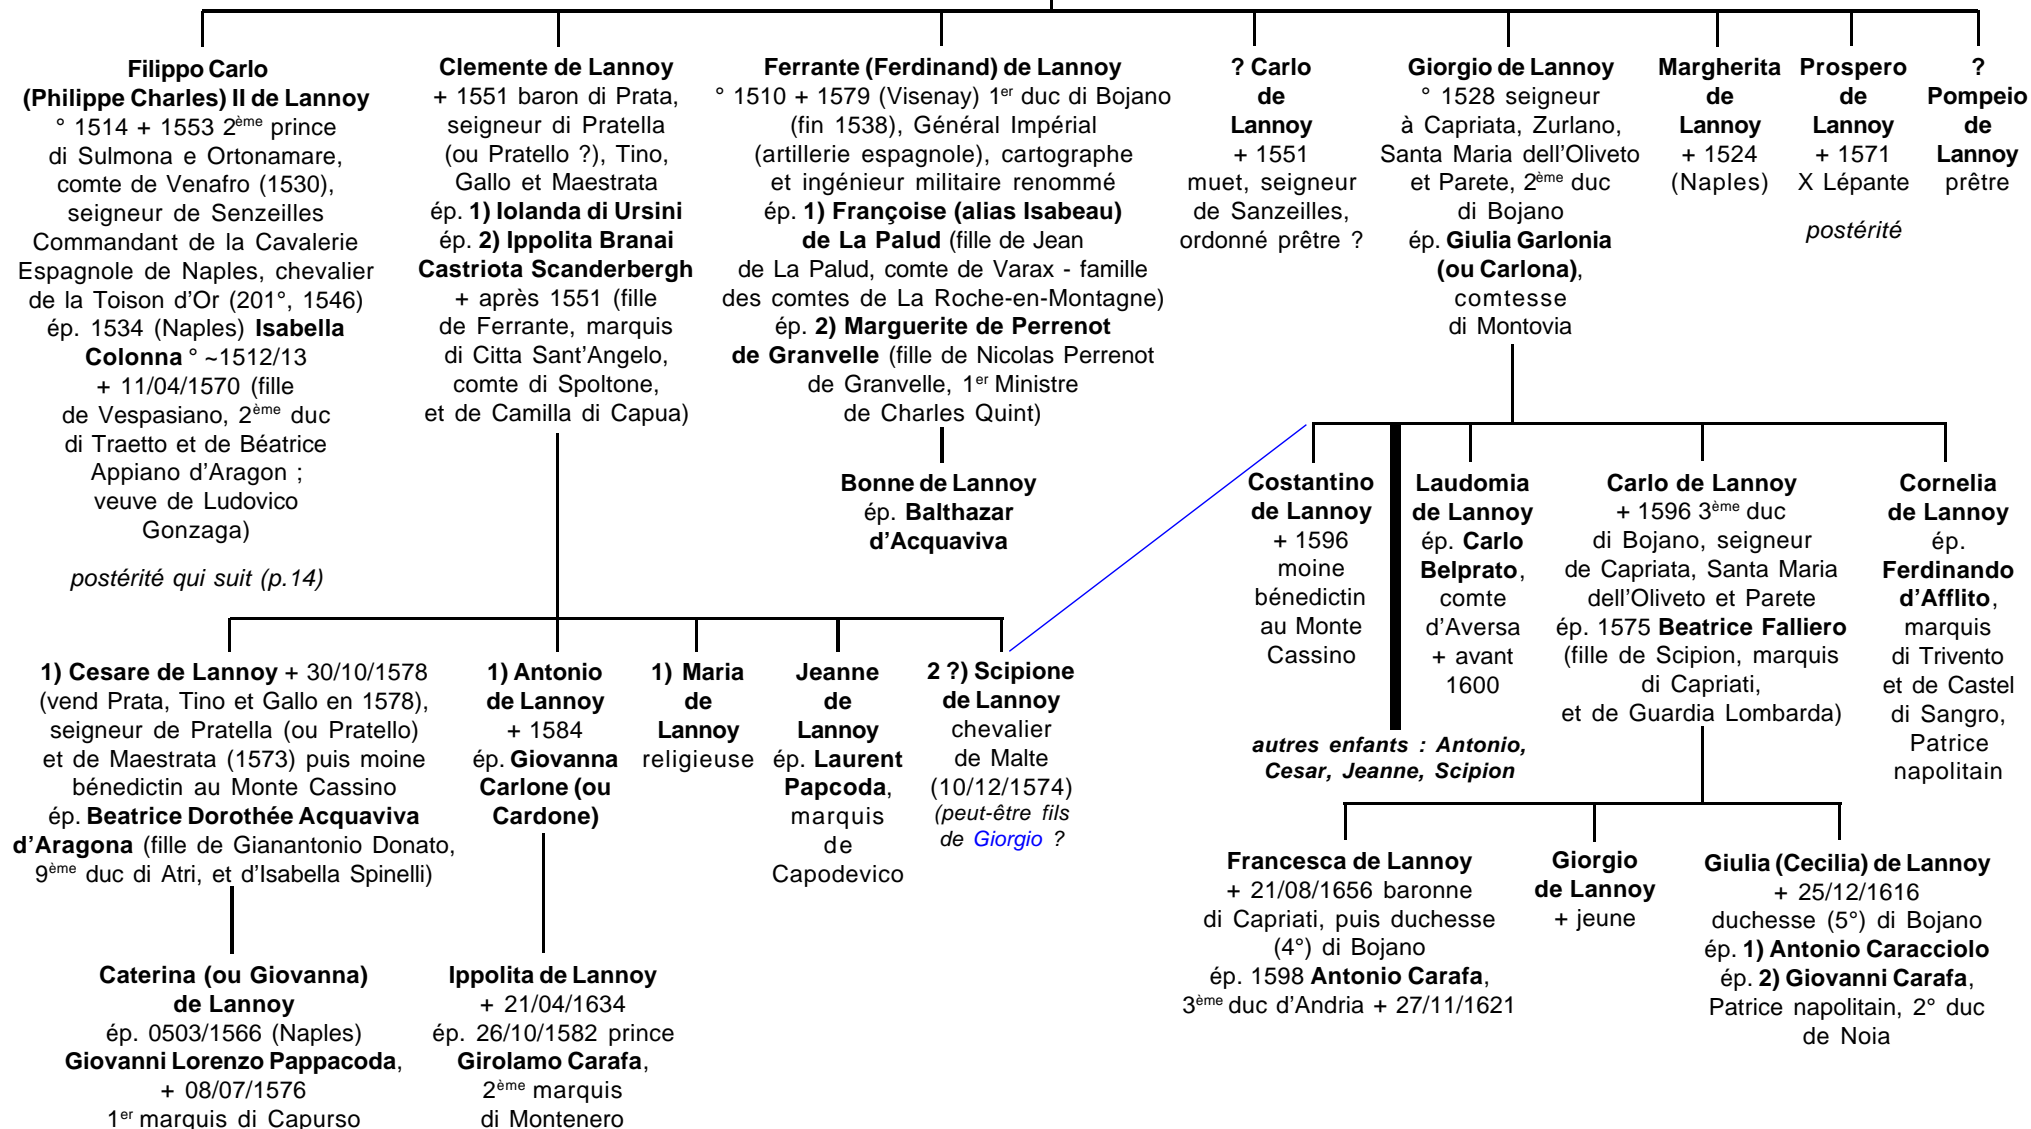 Filippo Carlo
(Philippe Charles) II de Lannoy
° 1514 + 1553 2ème prince
di Sulmona e Ortonamare,
comte de Venafro (1530),
seigneur de Senzeilles
Commandant de la Cavalerie
Espagnole de Naples, chevalier
de la Toison d'Or (201°, 1546)
ép. 1534 (Naples) Isabella
Colonna ° ~1512/13
+ 11/04/1570 (fille
de Vespasiano, 2ème duc
di Traetto et de Béatrice
Appiano d'Aragon ;
veuve de Ludovico
Gonzaga)
postérité qui suit (p.14)
Clemente de Lannoy
+ 1551 baron di Prata,
seigneur di Pratella
(ou Pratello ?), Tino,
Gallo et Maestrata
ép. 1) Iolanda di Ursini
ép. 2) Ippolita Branai
Castriota Scanderbergh
+ après 1551 (fille
de Ferrante, marquis
di Citta Sant'Angelo,
comte di Spoltone,
et de Camilla di Capua)
Ferrante (Ferdinand) de Lannoy
° 1510 + 1579 (Visenay) 1er duc di Bojano
(fin 1538), Général Impérial
(artillerie espagnole), cartographe
et ingénieur militaire renommé
ép. 1) Françoise (alias Isabeau)
de La Palud (fille de Jean
de La Palud, comte de Varax - famille
des comtes de La Roche-en-Montagne)
ép. 2) Marguerite de Perrenot
de Granvelle (fille de Nicolas Perrenot
de Granvelle, 1er Ministre
de Charles Quint)
? Carlo
de
Lannoy
+ 1551
muet, seigneur
de Sanzeilles,
ordonné prêtre ?
Giorgio de Lannoy
° 1528 seigneur
à Capriata, Zurlano,
Santa Maria dell'Oliveto
et Parete, 2ème duc
di Bojano
ép. Giulia Garlonia
(ou Carlona),
comtesse
di Montovia
Margherita
de
Lannoy
+ 1524
(Naples)
Prospero
de
Lannoy
+ 1571
X Lépante
postérité
?
Pompeio
de
Lannoy
prêtre
Bonne de Lannoy
ép. Balthazar
d'Acquaviva
Costantino
de Lannoy
+ 1596
moine
bénedictin
au Monte
Cassino
autres enfants : Antonio,
Cesar, Jeanne, Scipion
Laudomia
de Lannoy
ép. Carlo
Belprato,
comte
d'Aversa
+ avant
1600
Carlo de Lannoy
+ 1596 3ème duc
di Bojano, seigneur
de Capriata, Santa Maria
dell'Oliveto et Parete
ép. 1575 Beatrice Falliero
(fille de Scipion, marquis
di Capriati,
et de Guardia Lombarda)
Cornelia
de Lannoy
ép.
Ferdinando
d'Afflito,
marquis
di Trivento
et de Castel
di Sangro,
Patrice
napolitain
1) Cesare de Lannoy + 30/10/1578
(vend Prata, Tino et Gallo en 1578),
seigneur de Pratella (ou Pratello)
et de Maestrata (1573) puis moine
bénedictin au Monte Cassino
ép. Beatrice Dorothée Acquaviva
d'Aragona (fille de Gianantonio Donato,
9ème duc di Atri, et d'Isabella Spinelli)
1) Antonio
de Lannoy
+ 1584
ép. Giovanna
Carlone (ou
Cardone)
1) Maria
de
Lannoy
religieuse
Jeanne
de
Lannoy
ép. Laurent
Papcoda,
marquis
de
Capodevico
2 ?) Scipione
de Lannoy
chevalier
de Malte
(10/12/1574)
(peut-être fils
de Giorgio ?
Caterina (ou Giovanna)
de Lannoy
ép. 0503/1566 (Naples)
Giovanni Lorenzo Pappacoda,
+ 08/07/1576
1er marquis di Capurso
Ippolita de Lannoy
+ 21/04/1634
ép. 26/10/1582 prince
Girolamo Carafa,
2ème marquis
di Montenero
Francesca de Lannoy
+ 21/08/1656 baronne
di Capriati, puis duchesse
(4°) di Bojano
ép. 1598 Antonio Carafa,
3ème duc d'Andria + 27/11/1621
Giorgio
de Lannoy
+ jeune
Giulia (Cecilia) de Lannoy
+ 25/12/1616
duchesse (5°) di Bojano
ép. 1) Antonio Caracciolo
ép. 2) Giovanni Carafa,
Patrice napolitain, 2° duc
de Noia